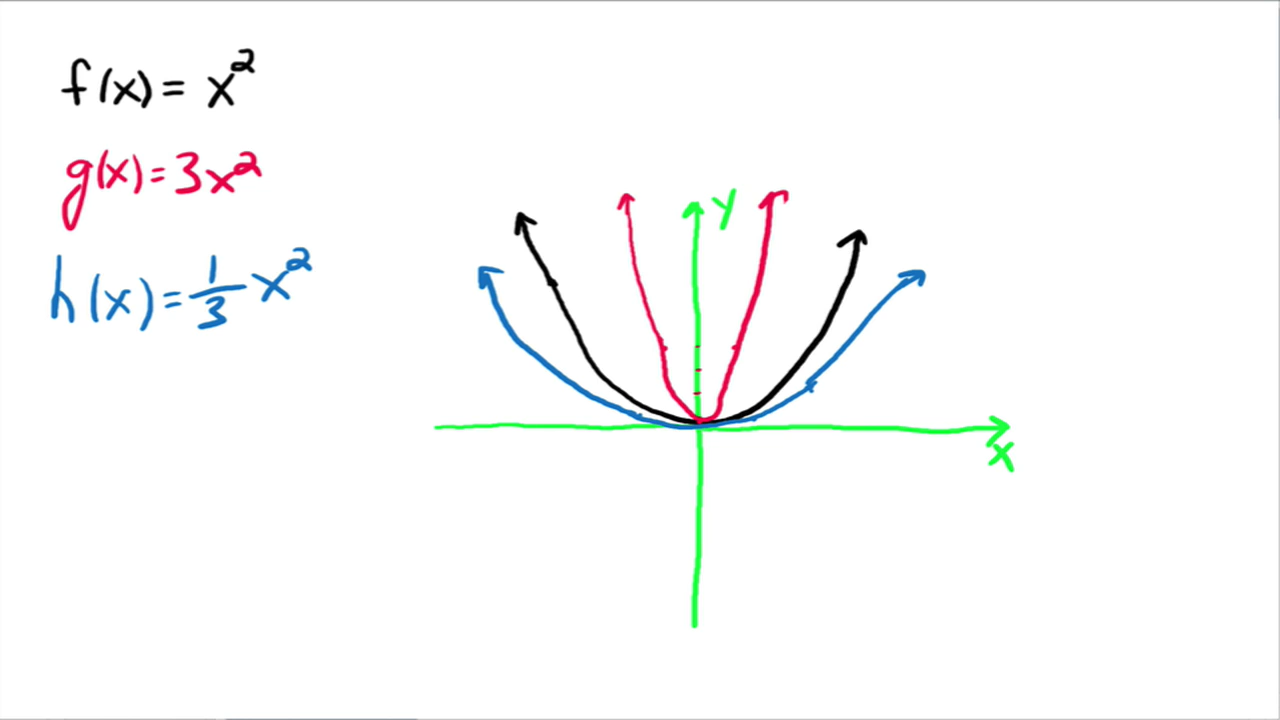 f(x) = x²
g(x) = 3x²
h(x) = 1/3 x²
y
x